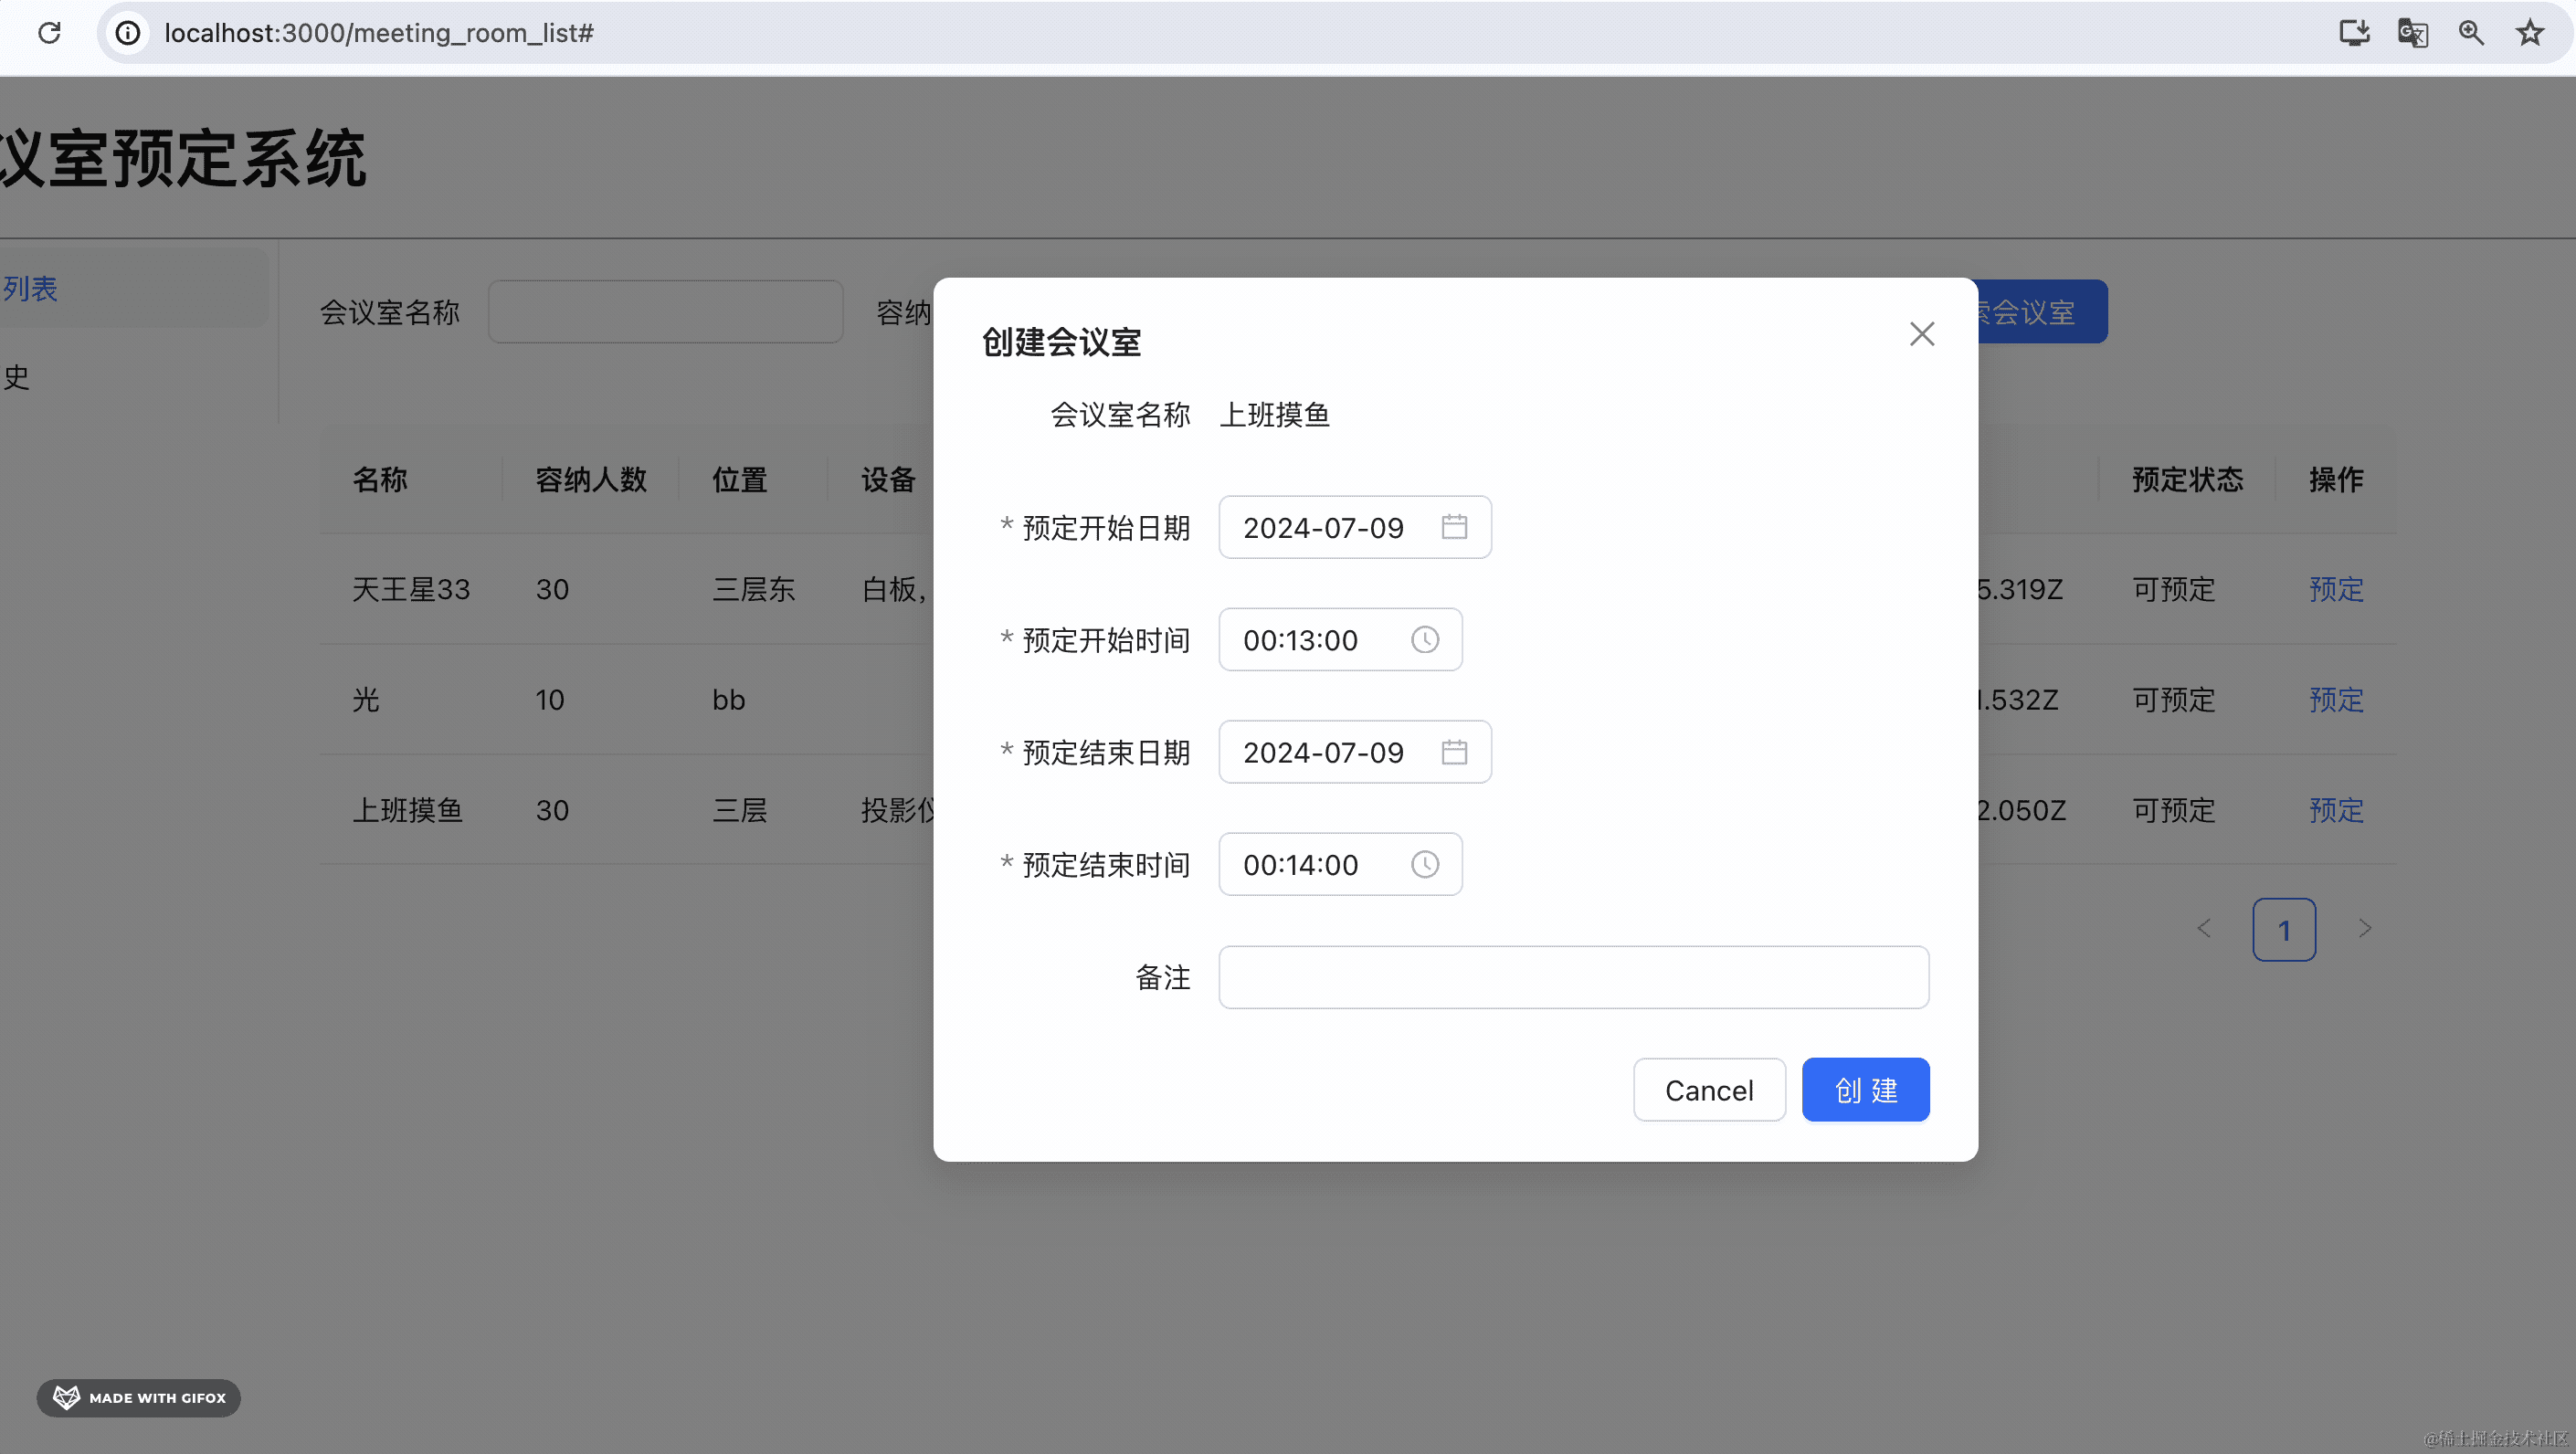 localhost:3000/meeting_room_list#
议室预定系统
列表
史
会议室名称
容纳
索会议室
名称 容纳人数 位置 设备 预定状态 操作
天王星33 30 三层东 白板, 5.319Z 可预定 预定
光 10 bb 1.532Z 可预定 预定
上班摸鱼 30 三层 投影仪 2.050Z 可预定 预定
1
创建会议室
会议室名称 上班摸鱼
* 预定开始日期 2024-07-09
* 预定开始时间 00:13:00
* 预定结束日期 2024-07-09
* 预定结束时间 00:14:00
备注
Cancel 创 建
MADE WITH GIFOX
@稀土掘金技术社区